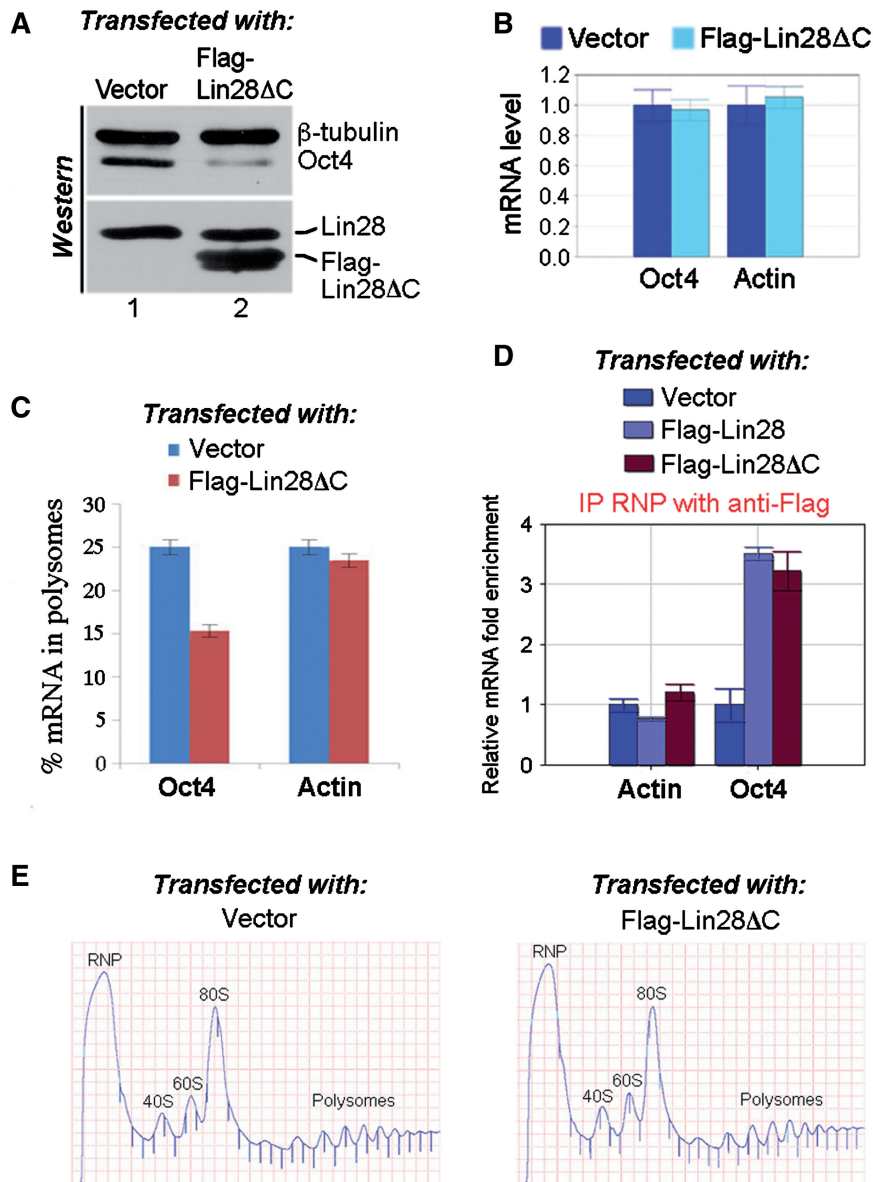 A
Transfected with:
Vector
Flag-
Lin28ΔC
Western
β-tubulin
Oct4
Lin28
Flag-
Lin28ΔC
1 2
B
Vector Flag-Lin28ΔC
mRNA level
1.2
1.0
0.8
0.6
0.4
0.2
0.0
Oct4 Actin
C
Transfected with:
Vector
Flag-Lin28ΔC
% mRNA in polysomes
30
25
20
15
10
5
0
Oct4 Actin
D
Transfected with:
Vector
Flag-Lin28
Flag-Lin28ΔC
IP RNP with anti-Flag
Relative mRNA fold enrichment
4
3
2
1
0
Actin Oct4
E
Transfected with:
Vector
RNP
40S
60S
80S
Polysomes
Transfected with:
Flag-Lin28ΔC
RNP
40S
60S
80S
Polysomes